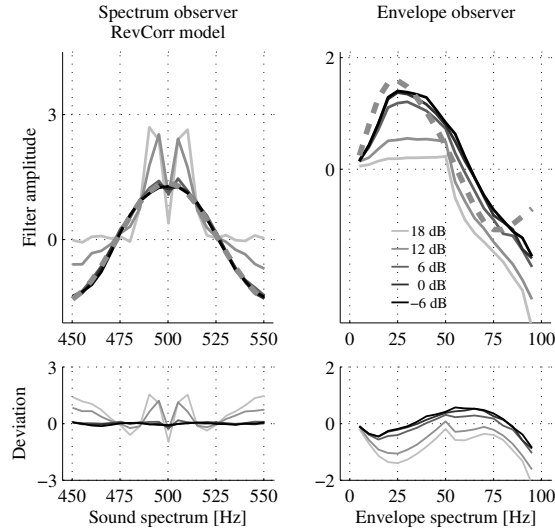 Spectrum observer
RevCorr model
Envelope observer
Filter amplitude
3
0
450 475 500 525 550
2
0
18 dB
12 dB
6 dB
0 dB
−6 dB
0 25 50 75 100
Deviation
3
0
−3
450 475 500 525 550
Sound spectrum [Hz]
2
0
−2
0 25 50 75 100
Envelope spectrum [Hz]